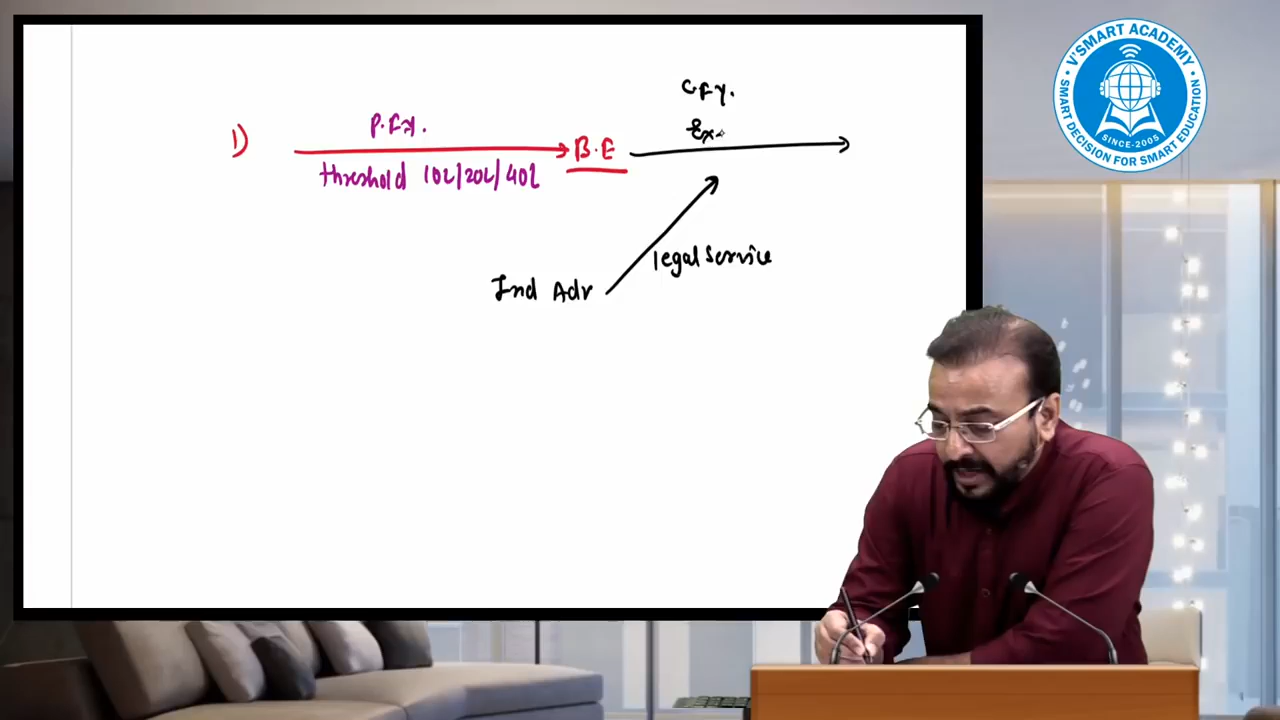 1)
P.F.Y.
threshold 10L/20L/40L
B.E
C.F.Y.
Ex
legal service
Ind Adv
V'SMART ACADEMY
SINCE-2005
SMART DECISION FOR SMART EDUCATION